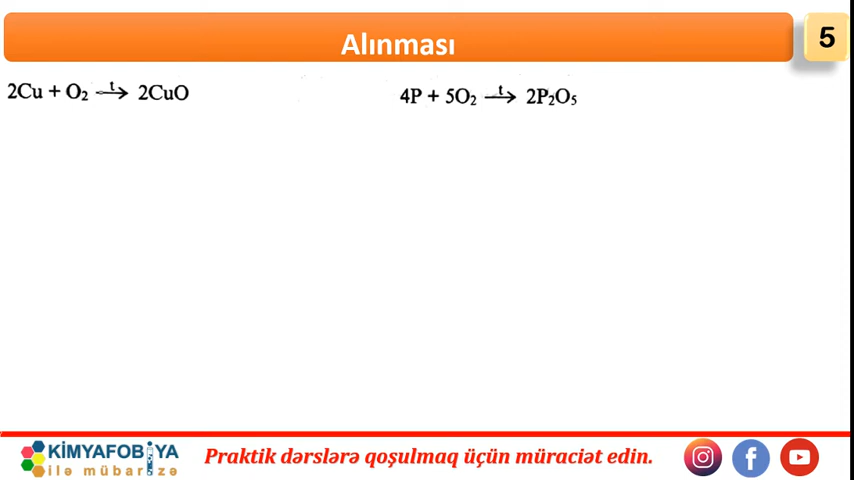 Alınması
5
2Cu + O₂ —t→ 2CuO
4P + 5O₂ —t→ 2P₂O₅
KİMYAFOBİYA
ilə mübarizə
Praktik dərslərə qoşulmaq üçün müraciət edin.